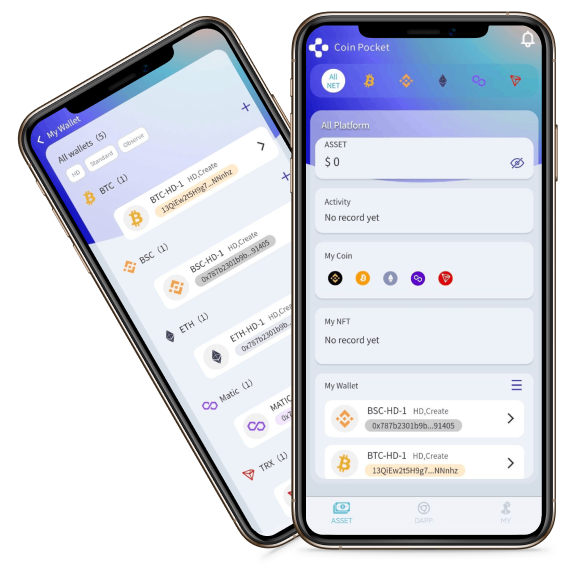 My Wallet
All wallets (5)
HD Standard Observe
BTC (1)
BTC-HD-1 HD,Create
13QiEw2t5H9g7...NNnhz
BSC (1)
BSC-HD-1 HD,Create
0x787b2301b9b...91405
ETH (1)
ETH-HD-1 HD,Cre
0x787b2301b9b...
Matic (1)
MATIC
0x7
TRX (1)
Coin Pocket
All
NET
All Platform
ASSET
$ 0
Activity
No record yet
My Coin
My NFT
No record yet
My Wallet
BSC-HD-1 HD,Create
0x787b2301b9b...91405
BTC-HD-1 HD,Create
13QiEw2t5H9g7...NNnhz
ASSET DAPP MY